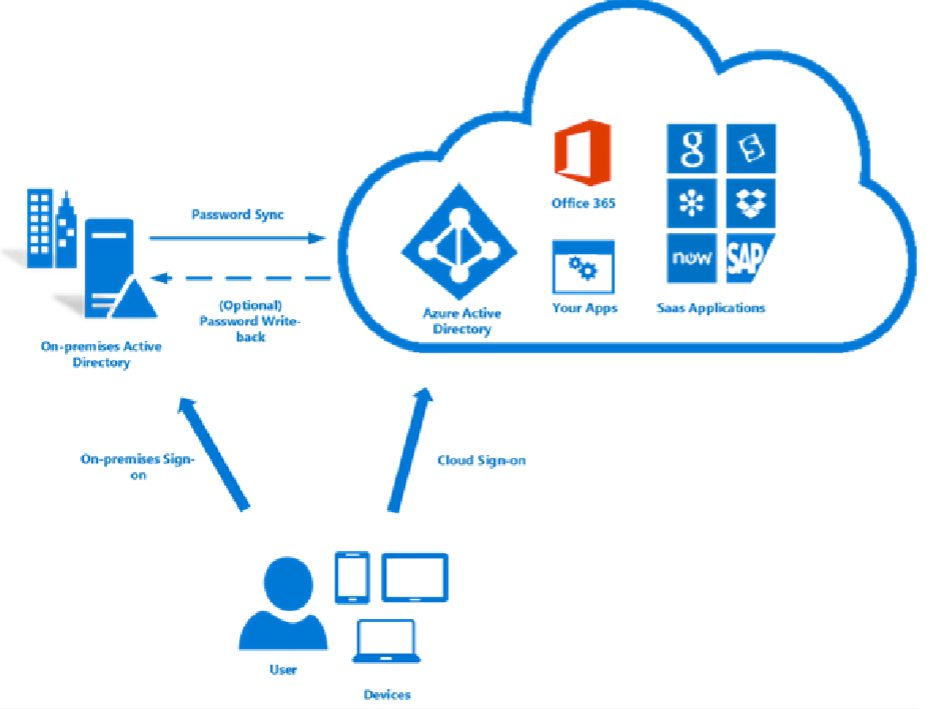 Office 365
Your Apps
g
S
now
SAP
Saas Applications
Azure Active
Directory
Password Sync
(Optional)
Password Write-
back
On-premises Active
Directory
On-premises Sign-
on
Cloud Sign-on
User
Devices